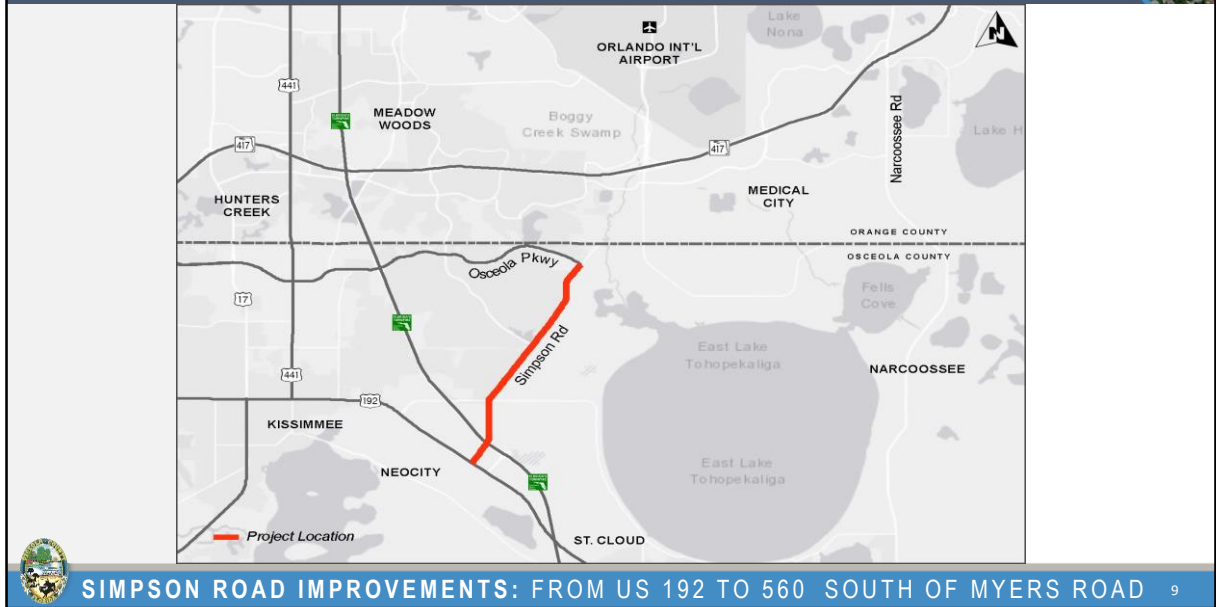 Lake
Nona
N
ORLANDO INT'L
AIRPORT
441
MEADOW
WOODS
Boggy
Creek Swamp
Narcoossee Rd
Lake H
417
417
HUNTERS
CREEK
MEDICAL
CITY
ORANGE COUNTY
OSCEOLA COUNTY
Osceola Pkwy
17
Fells
Cove
Simpson Rd
East Lake
Tohopekaliga
NARCOOSSEE
441
192
KISSIMMEE
NEOCITY
East Lake
Tohopekaliga
Project Location
ST. CLOUD
SIMPSON ROAD IMPROVEMENTS: FROM US 192 TO 560 SOUTH OF MYERS ROAD 9